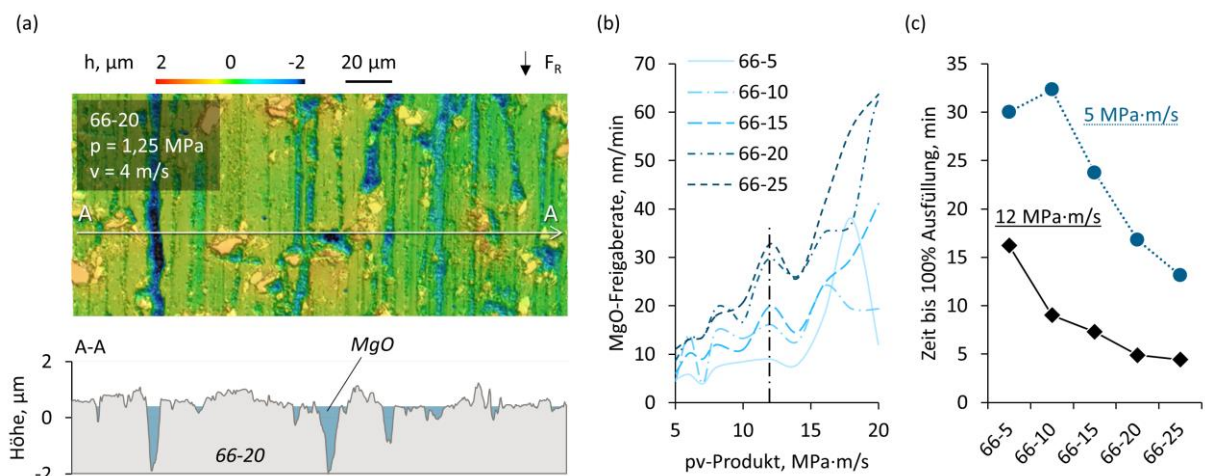 (a)
h, µm
2
0
-2
20 µm
F_R
66-20
p = 1,25 MPa
v = 4 m/s
A
A
A-A
MgO
2
0
-2
Höhe, µm
66-20
(b)
66-5
66-10
66-15
66-20
66-25
70
60
50
40
30
20
10
0
MgO-Freigaberate, nm/min
5
10
15
20
pv-Produkt, MPa·m/s
(c)
35
30
25
20
15
10
5
0
Zeit bis 100% Ausfüllung, min
5 MPa·m/s
12 MPa·m/s
66-5
66-10
66-15
66-20
66-25